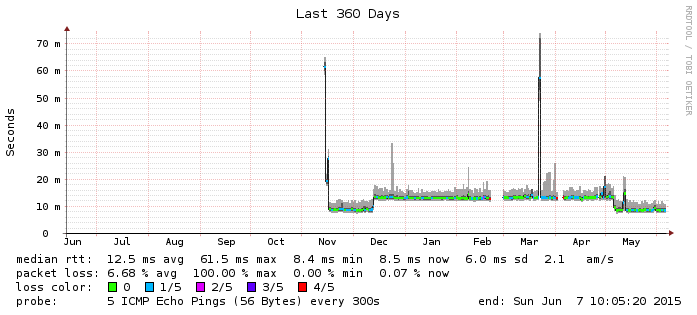 Last 360 Days
RRDTOOL / TOBI OETIKER
Seconds
70 m
60 m
50 m
40 m
30 m
20 m
10 m
0
Jun Jul Aug Sep Oct Nov Dec Jan Feb Mar Apr May
median rtt: 12.5 ms avg 61.5 ms max 8.4 ms min 8.5 ms now 6.0 ms sd 2.1 am/s
packet loss: 6.68 % avg 100.00 % max 0.00 % min 0.07 % now
loss color: 0 1/5 2/5 3/5 4/5
probe: 5 ICMP Echo Pings (56 Bytes) every 300s end: Sun Jun 7 10:05:20 2015